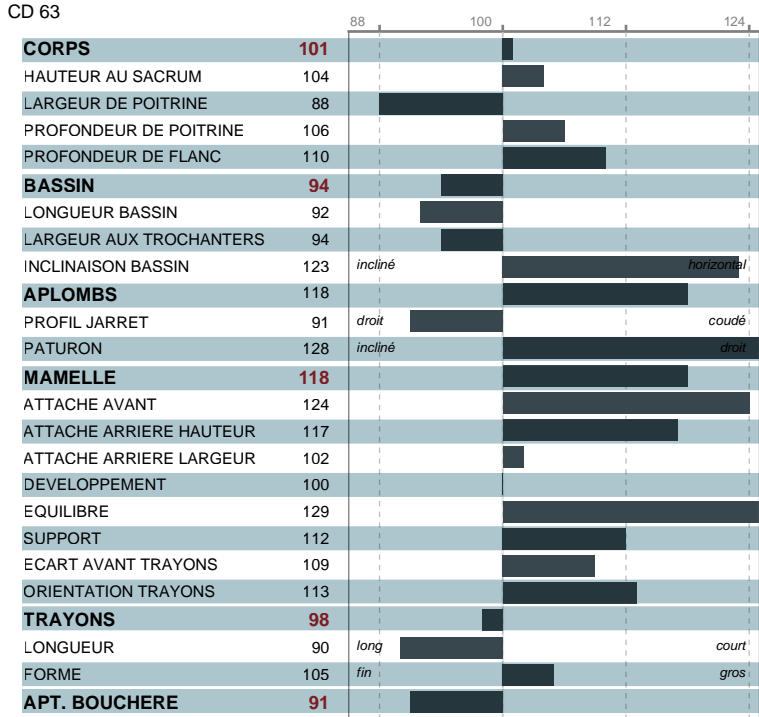 CD 63
88 100 112 124
CORPS 101
HAUTEUR AU SACRUM 104
LARGEUR DE POITRINE 88
PROFONDEUR DE POITRINE 106
PROFONDEUR DE FLANC 110
BASSIN 94
LONGUEUR BASSIN 92
LARGEUR AUX TROCHANTERS 94
INCLINAISON BASSIN 123 incliné horizontal
APLOMBS 118
PROFIL JARRET 91 droit coudé
PATURON 128 incliné droit
MAMELLE 118
ATTACHE AVANT 124
ATTACHE ARRIERE HAUTEUR 117
ATTACHE ARRIERE LARGEUR 102
DEVELOPPEMENT 100
EQUILIBRE 129
SUPPORT 112
ECART AVANT TRAYONS 109
ORIENTATION TRAYONS 113
TRAYONS 98
LONGUEUR 90 long court
FORME 105 fin gros
APT. BOUCHERE 91